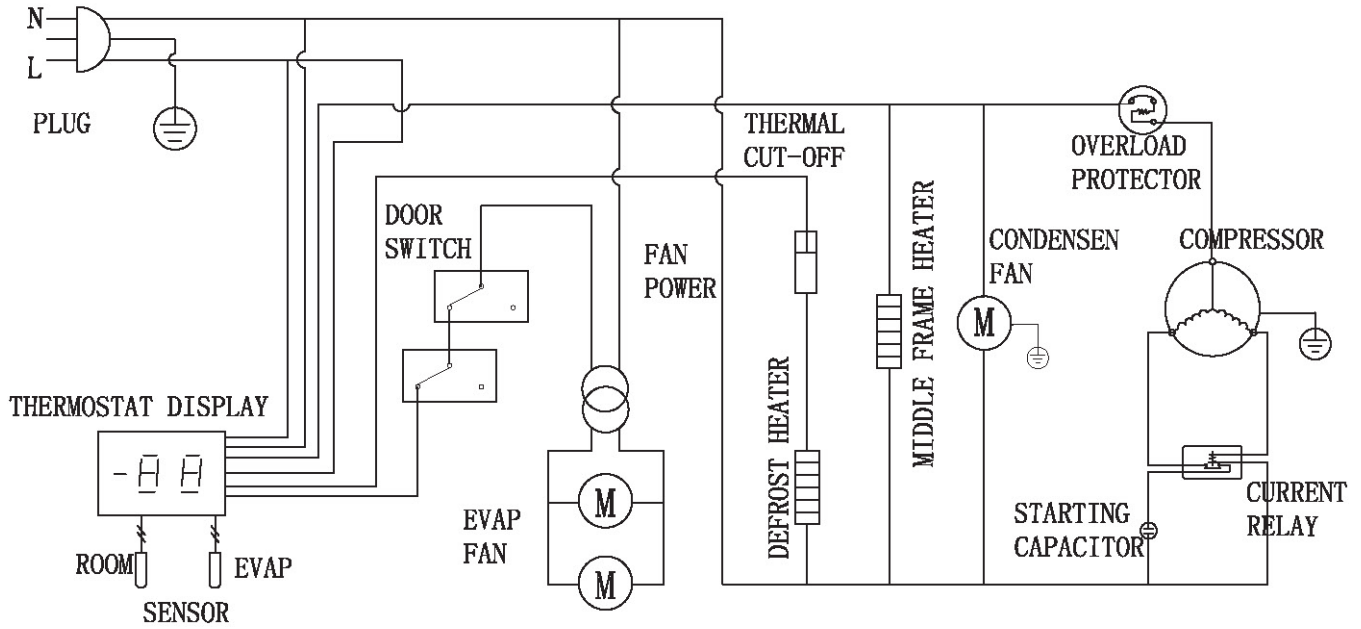 N
L
PLUG
THERMAL
CUT-OFF
OVERLOAD
PROTECTOR
DOOR
SWITCH
FAN
POWER
MIDDLE FRAME HEATER
CONDENSEN
FAN
COMPRESSOR
M
THERMOSTAT DISPLAY
-88
DEFROST HEATER
M
EVAP
FAN
M
STARTING
CAPACITOR
CURRENT
RELAY
ROOM
EVAP
SENSOR